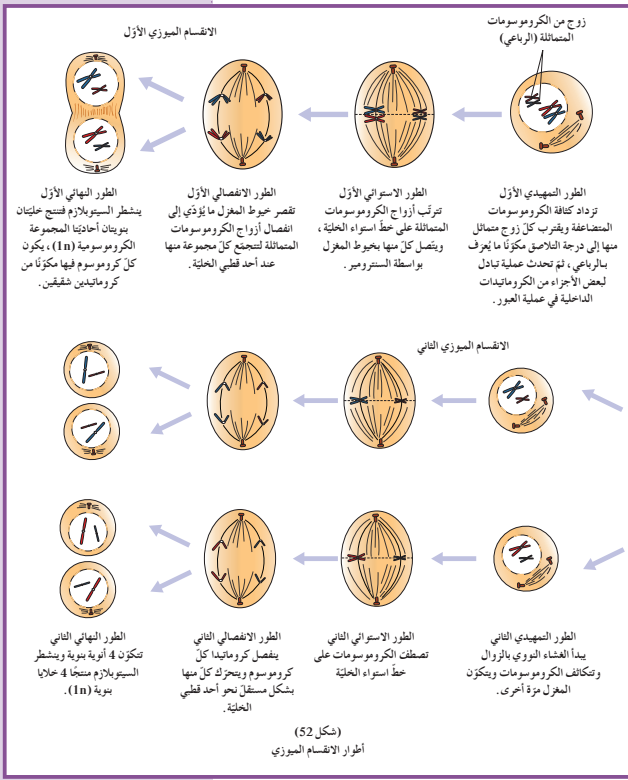 الانقسام الميوزي الأوّل
زوج من الكروموسومات
المتماثلة (الرباعي)
الطور التمهيدي الأوّل
تزداد كثافة الكروموسومات
المتضاعفة ويقترب كلّ زوج متماثل
منها إلى درجة التلاصق مكوّنًا ما يُعرَف
بالرباعي، ثمّ تحدث عملية تبادل
لبعض الأجزاء من الكروماتيدات
الداخلية في عملية العبور.
الطور الاستوائي الأوّل
تترتّب أزواج الكروموسومات
المتماثلة على خطّ استواء الخليّة،
ويتّصل كلّ منها بخيوط المغزل
بواسطة السنترومير.
الطور الانفصالي الأوّل
تقصر خيوط المغزل ما يُؤدّي إلى
انفصال أزواج الكروموسومات
المتماثلة لتتجمّع كلّ مجموعة منها
عند أحد قطبي الخليّة.
الطور النهائي الأوّل
ينشطر السيتوبلازم فتنتج خليّتان
بنويتان أحاديّتا المجموعة
الكروموسومية (1n)، يكون
كلّ كروموسوم فيها مكوّنًا من
كروماتيدين شقيقين.
الانقسام الميوزي الثاني
الطور التمهيدي الثاني
يبدأ الغشاء النووي بالزوال
وتتكاثف الكروموسومات ويتكوّن
المغزل مرّة أخرى.
الطور الاستوائي الثاني
تصطفّ الكروموسومات على
خطّ استواء الخليّة
الطور الانفصالي الثاني
ينفصل كروماتيدا كلّ
كروموسوم ويتحرّك كلّ منها
بشكل مستقلّ نحو أحد قطبي
الخليّة.
الطور النهائي الثاني
تتكوّن 4 أنوية بنوية وينشطر
السيتوبلازم منتجًا 4 خلايا
بنوية (1n).
(شكل 52)
أطوار الانقسام الميوزي